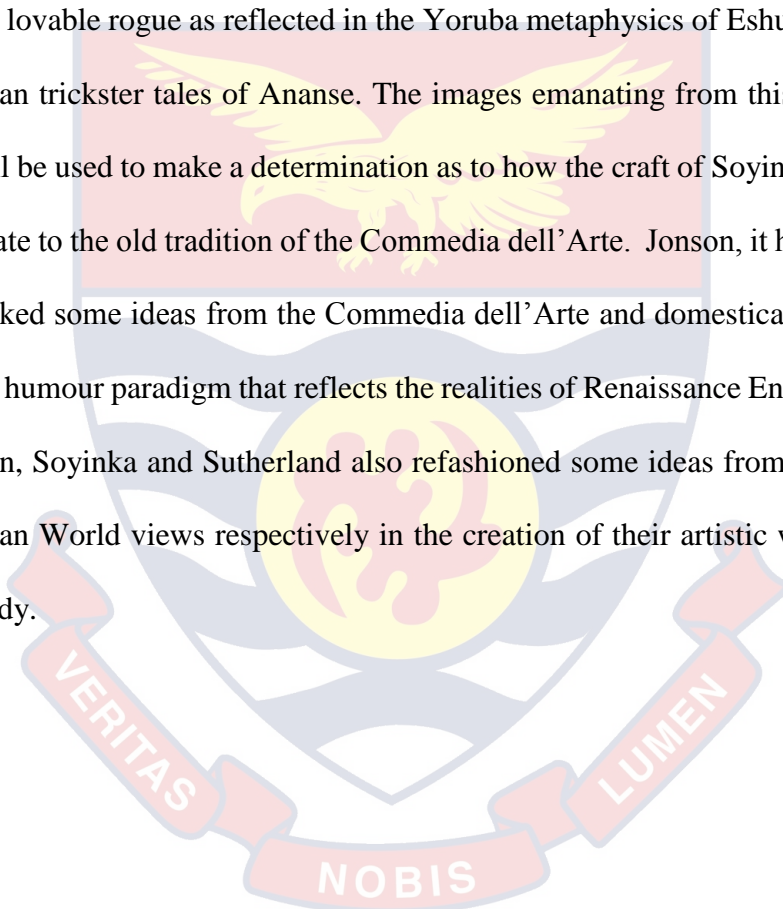 lovable rogue as reflected in the Yoruba metaphysics of Eshu
an trickster tales of Ananse. The images emanating from this
l be used to make a determination as to how the craft of Soyin
ate to the old tradition of the Commedia dell’Arte. Jonson, it h
ked some ideas from the Commedia dell’Arte and domestica
humour paradigm that reflects the realities of Renaissance En
n, Soyinka and Sutherland also refashioned some ideas from
an World views respectively in the creation of their artistic
dy.
VERITAS
NOBIS
LUMEN